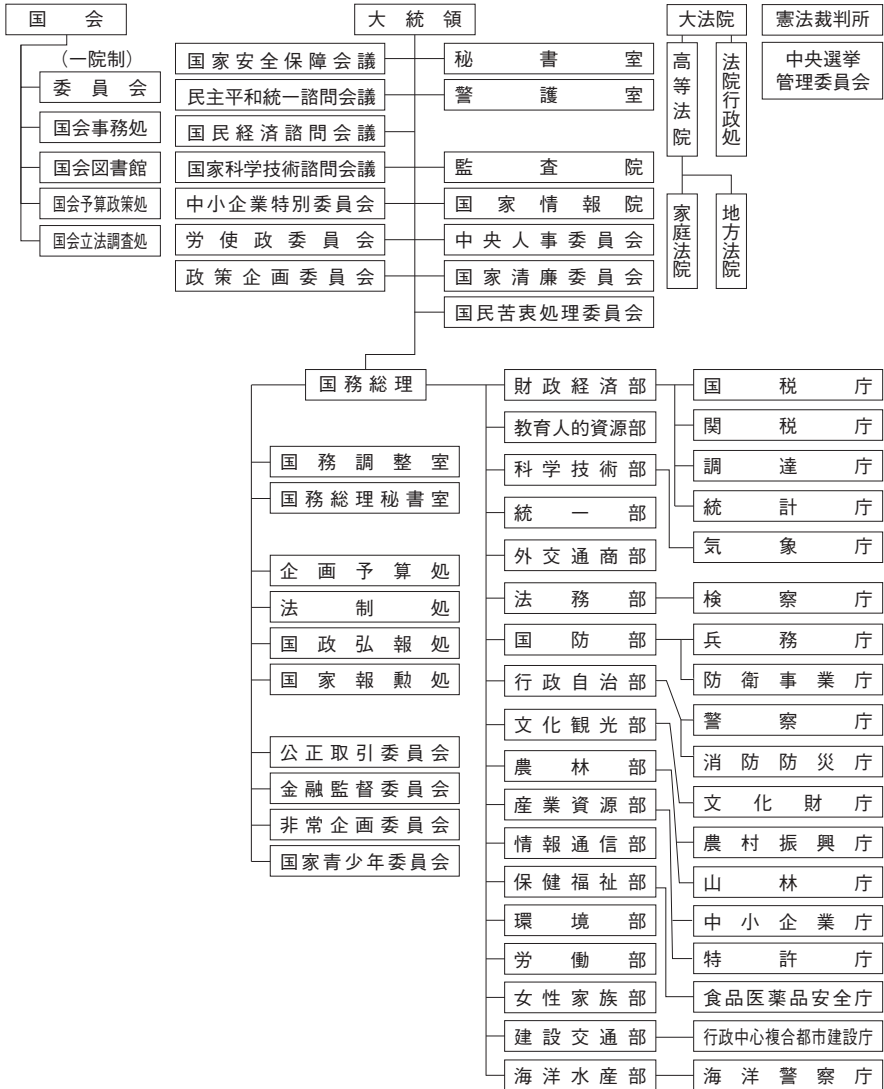 国会
(一院制)
委員会
国会事務処
国会図書館
国会予算政策処
国会立法調査処
大統領
国家安全保障会議
民主平和統一諮問会議
国民経済諮問会議
国家科学技術諮問会議
中小企業特別委員会
労使政委員会
政策企画委員会
秘書室
警護室
監査院
国家情報院
中央人事委員会
国家清廉委員会
国民苦衷処理委員会
大法院
高等法院
法院行政処
家庭法院
地方法院
憲法裁判所
中央選挙
管理委員会
国務総理
国務調整室
国務総理秘書室
企画予算処
法制処
国政弘報処
国家報勲処
公正取引委員会
金融監督委員会
非常企画委員会
国家青少年委員会
財政経済部
教育人的資源部
科学技術部
統一部
外交通商部
法務部
国防部
行政自治部
文化観光部
農林部
産業資源部
情報通信部
保健福祉部
環境部
労働部
女性家族部
建設交通部
海洋水産部
国税庁
関税庁
調達庁
統計庁
気象庁
検察庁
兵務庁
防衛事業庁
警察庁
消防防災庁
文化財庁
農村振興庁
山林庁
中小企業庁
特許庁
食品医薬品安全庁
行政中心複合都市建設庁
海洋警察庁